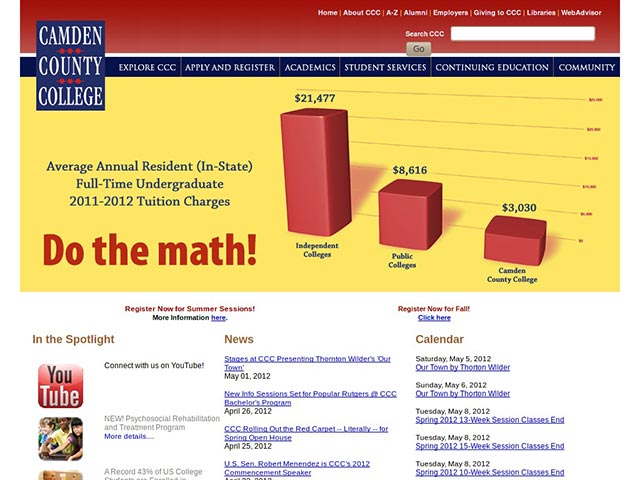 Home | About CCC | A-Z | Alumni | Employers | Giving to CCC | Libraries | WebAdvisor
Search CCC
Go
CAMDEN
COUNTY
COLLEGE
EXPLORE CCC | APPLY AND REGISTER | ACADEMICS | STUDENT SERVICES | CONTINUING EDUCATION | COMMUNITY
$21,477
$8,616
$3,030
Average Annual Resident (In-State)
Full-Time Undergraduate
2011-2012 Tuition Charges
Do the math!
Independent
Colleges
Public
Colleges
Camden
County College
Register Now for Summer Sessions!
More Information here.
Register Now for Fall!
Click here
In the Spotlight
You
Tube
Connect with us on YouTube!
NEW! Psychosocial Rehabilitation
and Treatment Program
More details....
A Record 43% of US College
Students are Enrolled in
News
Stages at CCC Presenting Thornton Wilder's 'Our
Town'
May 01, 2012
New Info Sessions Set for Popular Rutgers @ CCC
Bachelor's Program
April 26, 2012
CCC Rolling Out the Red Carpet -- Literally -- for
Spring Open House
April 25, 2012
U.S. Sen. Robert Menendez is CCC's 2012
Commencement Speaker
Calendar
Saturday, May 5, 2012
Our Town by Thorton Wilder
Sunday, May 6, 2012
Our Town by Thorton Wilder
Tuesday, May 8, 2012
Spring 2012 13-Week Session Classes End
Tuesday, May 8, 2012
Spring 2012 15-Week Session Classes End
Tuesday, May 8, 2012
Spring 2012 10-Week Session Classes End